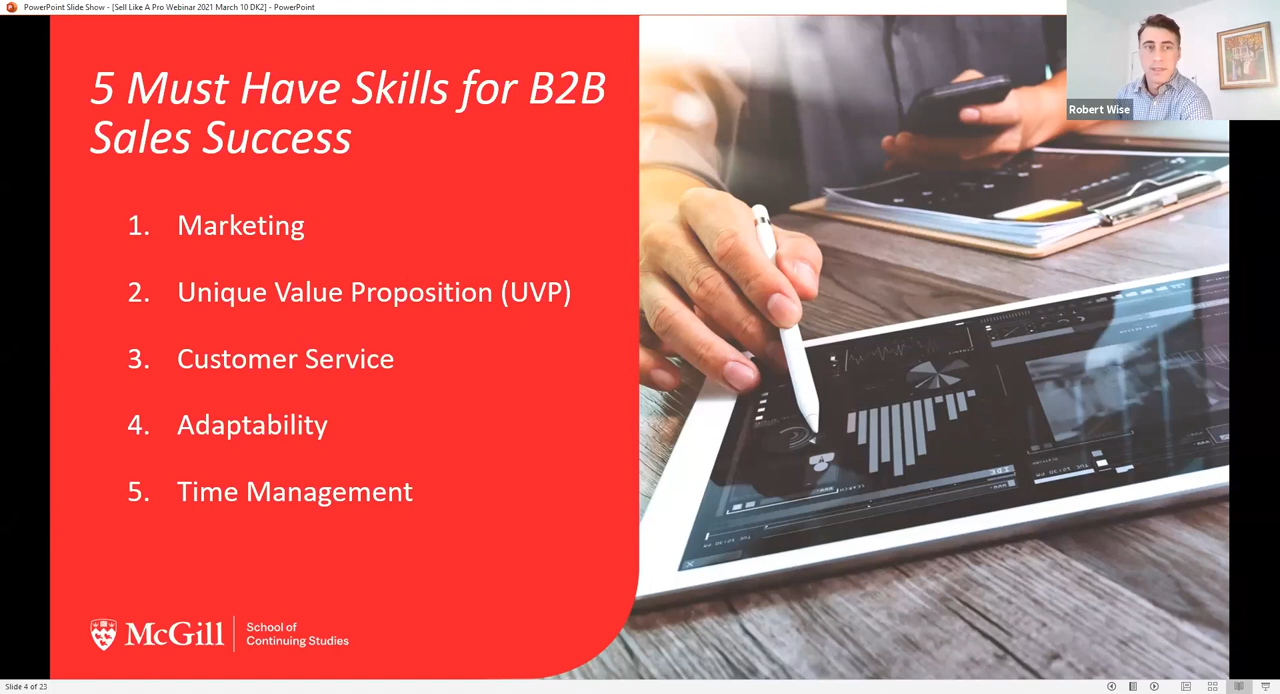 PowerPoint Slide Show - [Sell Like A Pro Webinar 2021 March 10 DK2] - PowerPoint
5 Must Have Skills for B2B
Sales Success
1. Marketing
2. Unique Value Proposition (UVP)
3. Customer Service
4. Adaptability
5. Time Management
McGill
School of
Continuing Studies
Robert Wise
Slide 4 of 23